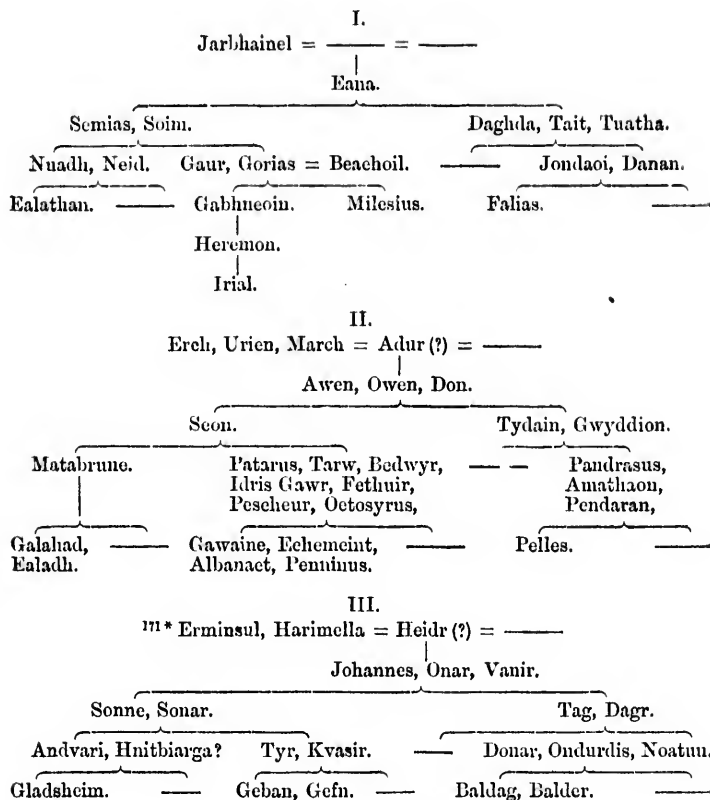 I.
Jarbhainel = ——— = ———
Eana.
Semias, Soim. Daghda, Tait, Tuatha.
Nuadh, Neid. Gaur, Gorias = Beachoil. —— Jondaoi, Danan.
Ealathan. —— Gabhneoin. Milesius. Falias. ——
Heremon.
Irial.
II.
Erch, Urien, March = Adur (?) = ———
Awen, Owen, Don.
Seon. Tydain, Gwyddion.
Matabrune. Patarus, Tarw, Bedwyr, — — Pandrasus,
Idris Gawr, Fethuir, Amathaon,
Pescheur, Octosyrus, Pendaran,
Galahad, —— Gawaine, Echemeint, —— Pelles. ——
Ealadh. Albanact, Penninus.
III.
171* Erminsul, Harimella = Heidr (?) = ———
Johannes, Onar, Vanir.
Sonne, Sonar. Tag, Dagr.
Andvari, Hnitbiarga? Tyr, Kvasir. —— Donar, Ondurdis, Noatun.
Gladsheim. —— Geban, Gefn. —— Baldag, Balder. ——